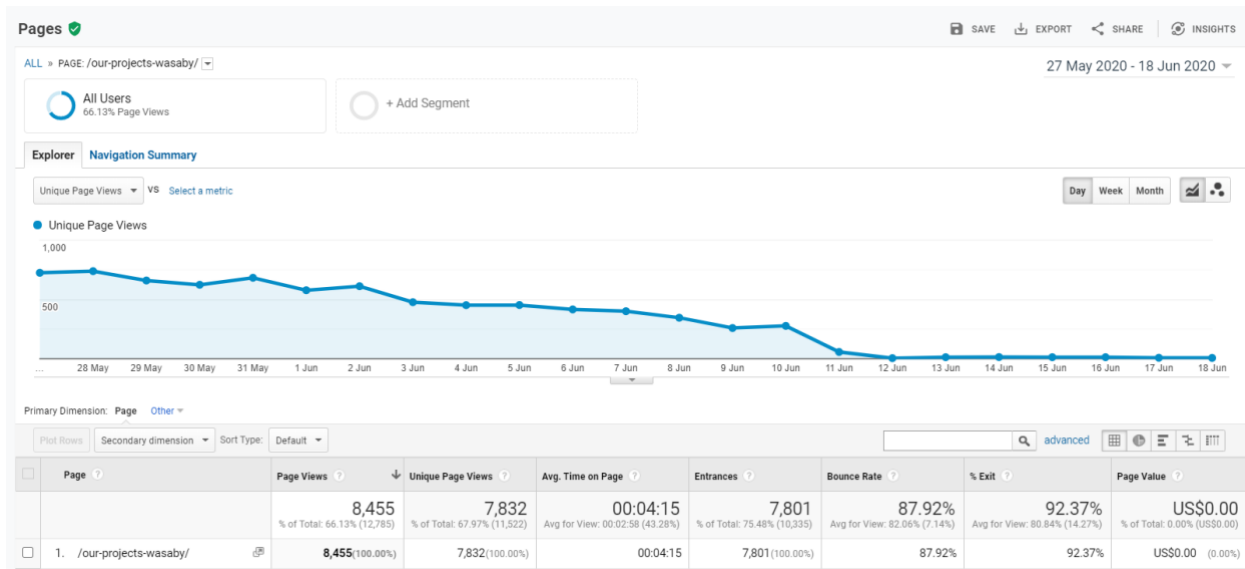 Pages
SAVE EXPORT SHARE INSIGHTS
ALL » PAGE: /our-projects-wasaby/
27 May 2020 - 18 Jun 2020
All Users
66.13% Page Views
+ Add Segment
Explorer Navigation Summary
Unique Page Views VS Select a metric
Day Week Month
Unique Page Views
1,000
500
... 28 May 29 May 30 May 31 May 1 Jun 2 Jun 3 Jun 4 Jun 5 Jun 6 Jun 7 Jun 8 Jun 9 Jun 10 Jun 11 Jun 12 Jun 13 Jun 14 Jun 15 Jun 16 Jun 17 Jun 18 Jun
Primary Dimension: Page Other
Plot Rows Secondary dimension Sort Type: Default advanced
Page ? Page Views ? Unique Page Views ? Avg. Time on Page ? Entrances ? Bounce Rate ? % Exit ? Page Value ?
8,455 7,832 00:04:15 7,801 87.92% 92.37% US$0.00
% of Total: 66.13% (12,785) % of Total: 67.97% (11,522) Avg for View: 00:02:58 (43.28%) % of Total: 75.48% (10,335) Avg for View: 82.06% (7.14%) Avg for View: 80.84% (14.27%) % of Total: 0.00% (US$0.00)
1. /our-projects-wasaby/ 8,455(100.00%) 7,832(100.00%) 00:04:15 7,801(100.00%) 87.92% 92.37% US$0.00 (0.00%)